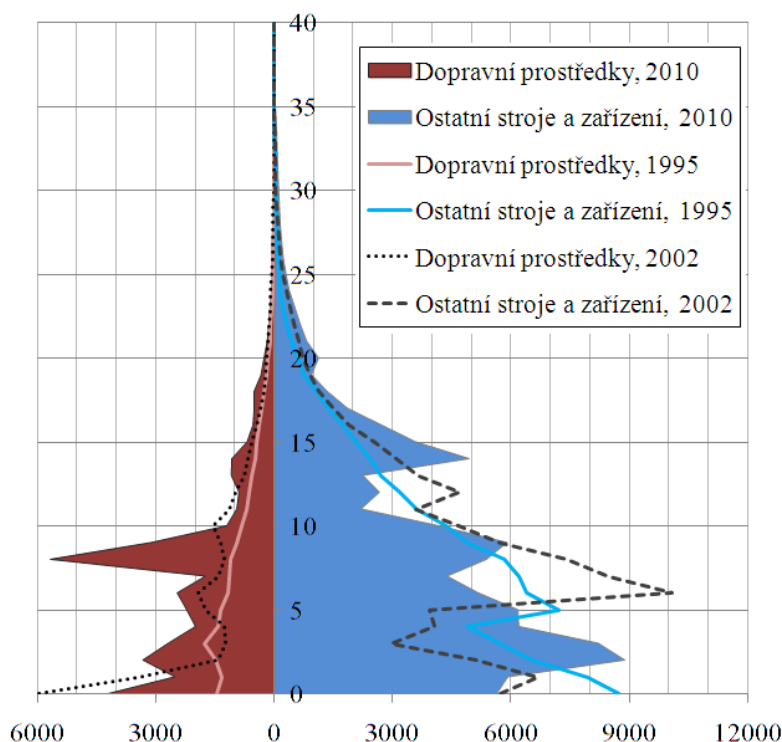 40
35
30
25
20
15
10
5
0
Dopravní prostředky, 2010
Ostatní stroje a zařízení, 2010
Dopravní prostředky, 1995
Ostatní stroje a zařízení, 1995
Dopravní prostředky, 2002
Ostatní stroje a zařízení, 2002
6000 3000 0 3000 6000 9000 12000